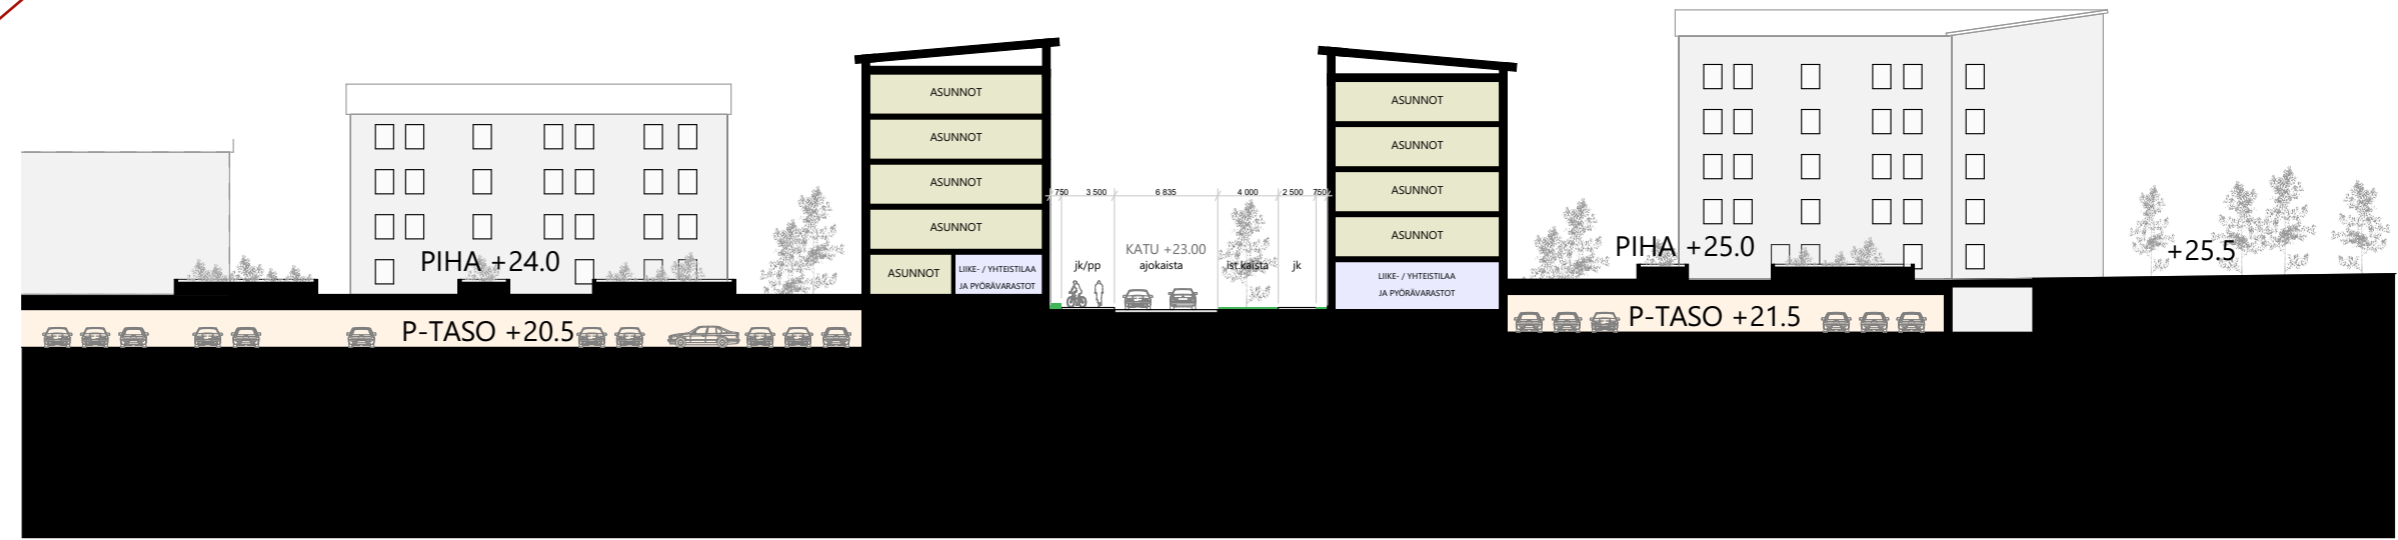 ASUNNOT
ASUNNOT
ASUNNOT
ASUNNOT
ASUNNOT
LIIKE- / YHTEISTILAA
JA PYÖRÄVARASTOT
PIHA +24.0
P-TASO +20.5
750 3 500 6 835 4 000 2 500 750
KATU +23.00
jk/pp ajokaista ist.kaista jk
ASUNNOT
ASUNNOT
ASUNNOT
ASUNNOT
LIIKE- / YHTEISTILAA
JA PYÖRÄVARASTOT
PIHA +25.0
P-TASO +21.5
+25.5